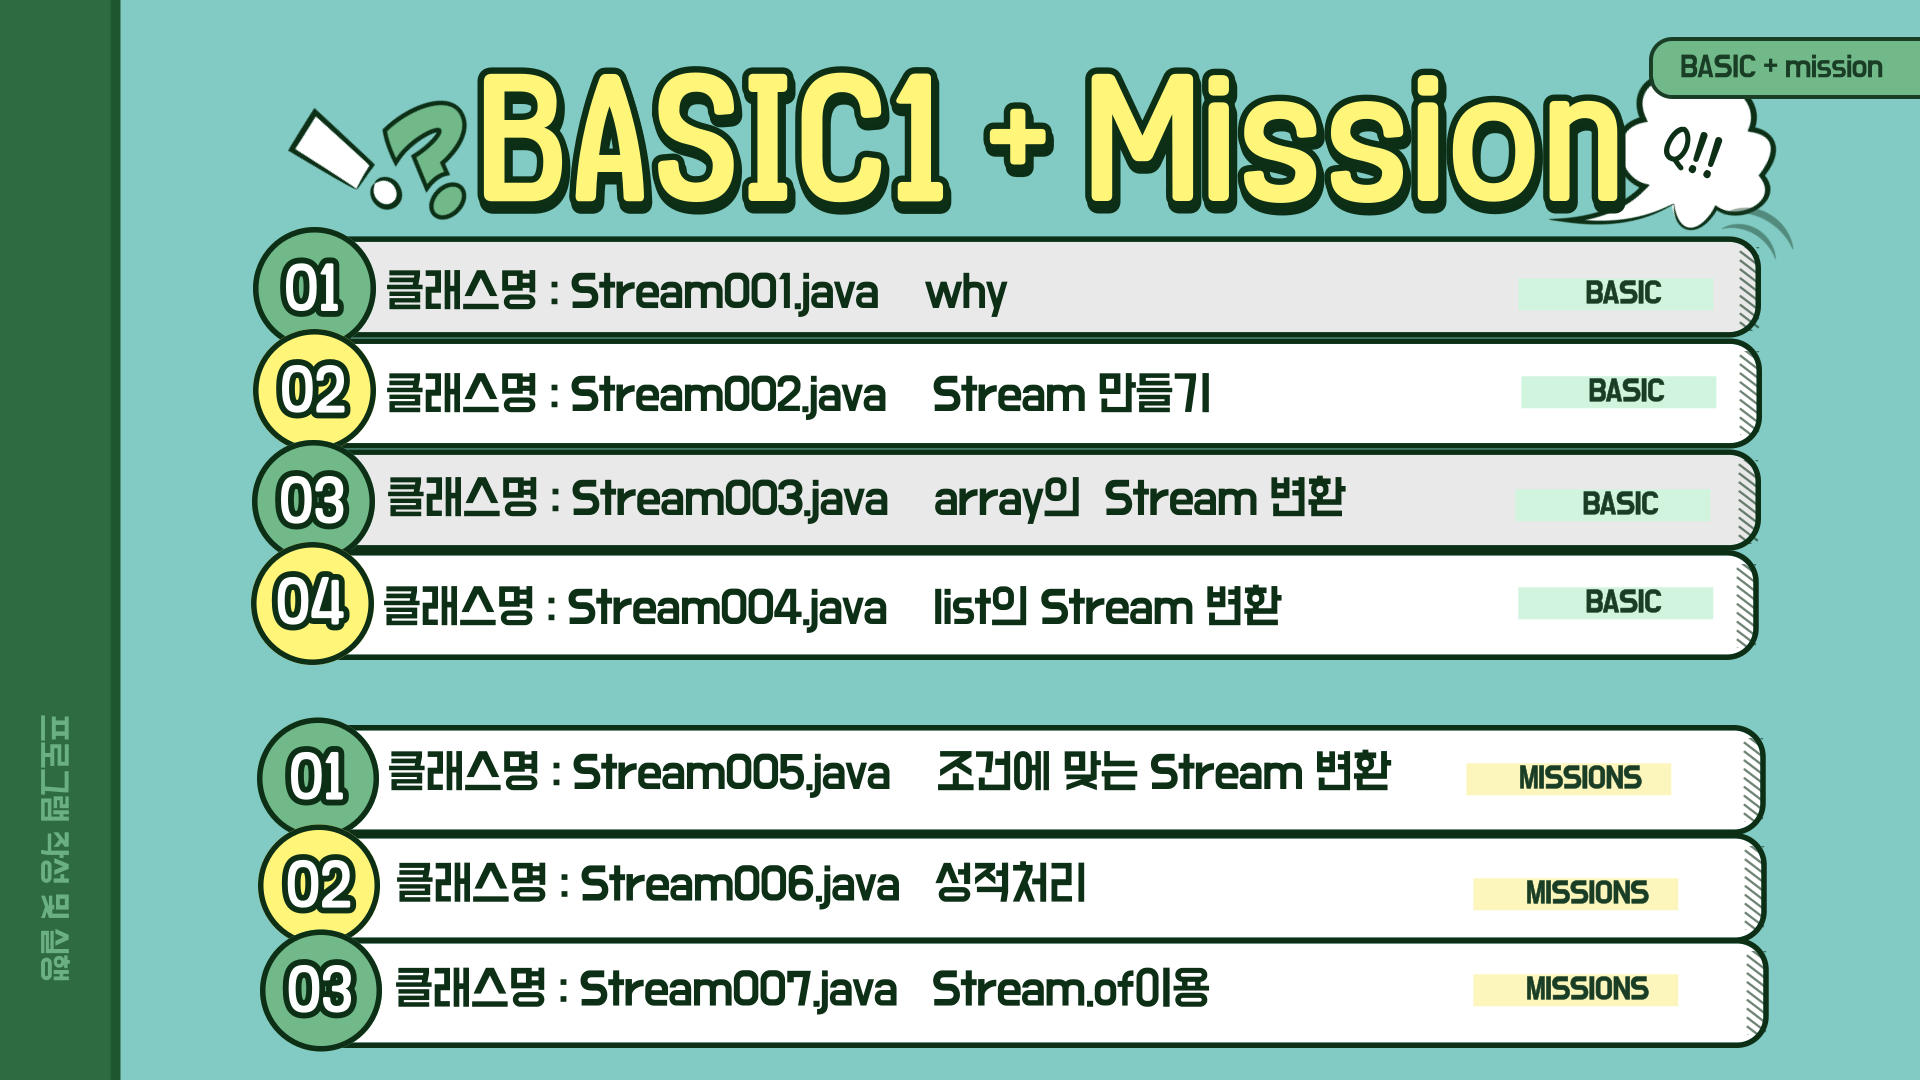 BASIC + mission
BASIC1 + Mission
Q!!
01 클래스명 : Stream001.java why BASIC
02 클래스명 : Stream002.java Stream 만들기 BASIC
03 클래스명 : Stream003.java array의 Stream 변환 BASIC
04 클래스명 : Stream004.java list의 Stream 변환 BASIC
01 클래스명 : Stream005.java 조건에 맞는 Stream 변환 MISSIONS
02 클래스명 : Stream006.java 성적처리 MISSIONS
03 클래스명 : Stream007.java Stream.of이용 MISSIONS
프로그램 작성 및 실행